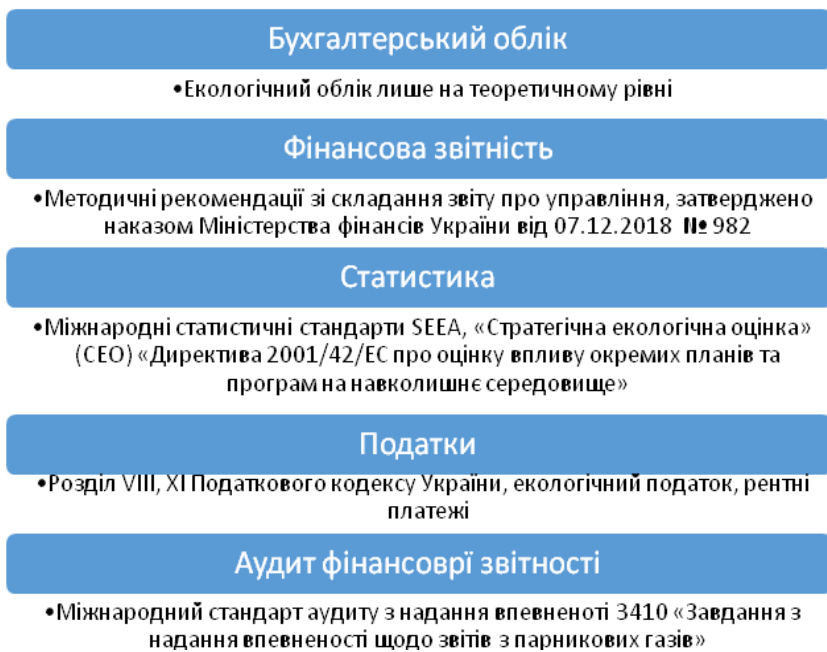 Бухгалтерський облік
•Екологічний облік лише на теоретичному рівні
Фінансова звітність
•Методичні рекомендації зі складання звіту про управління, затверджено
наказом Міністерства фінансів України від 07.12.2018 № 982
Статистика
•Міжнародні статистичні стандарти SEEA, «Стратегічна екологічна оцінка»
(СЕО) «Директива 2001/42/ЕС про оцінку впливу окремих планів та
програм на навколишнє середовище»
Податки
•Розділ VIII, XI Податкового кодексу України, екологічний податок, рентні
платежі
Аудит фінансоврї звітності
•Міжнародний стандарт аудиту з надання впевненоті 3410 «Завдання з
надання впевненості щодо звітів з парникових газів»